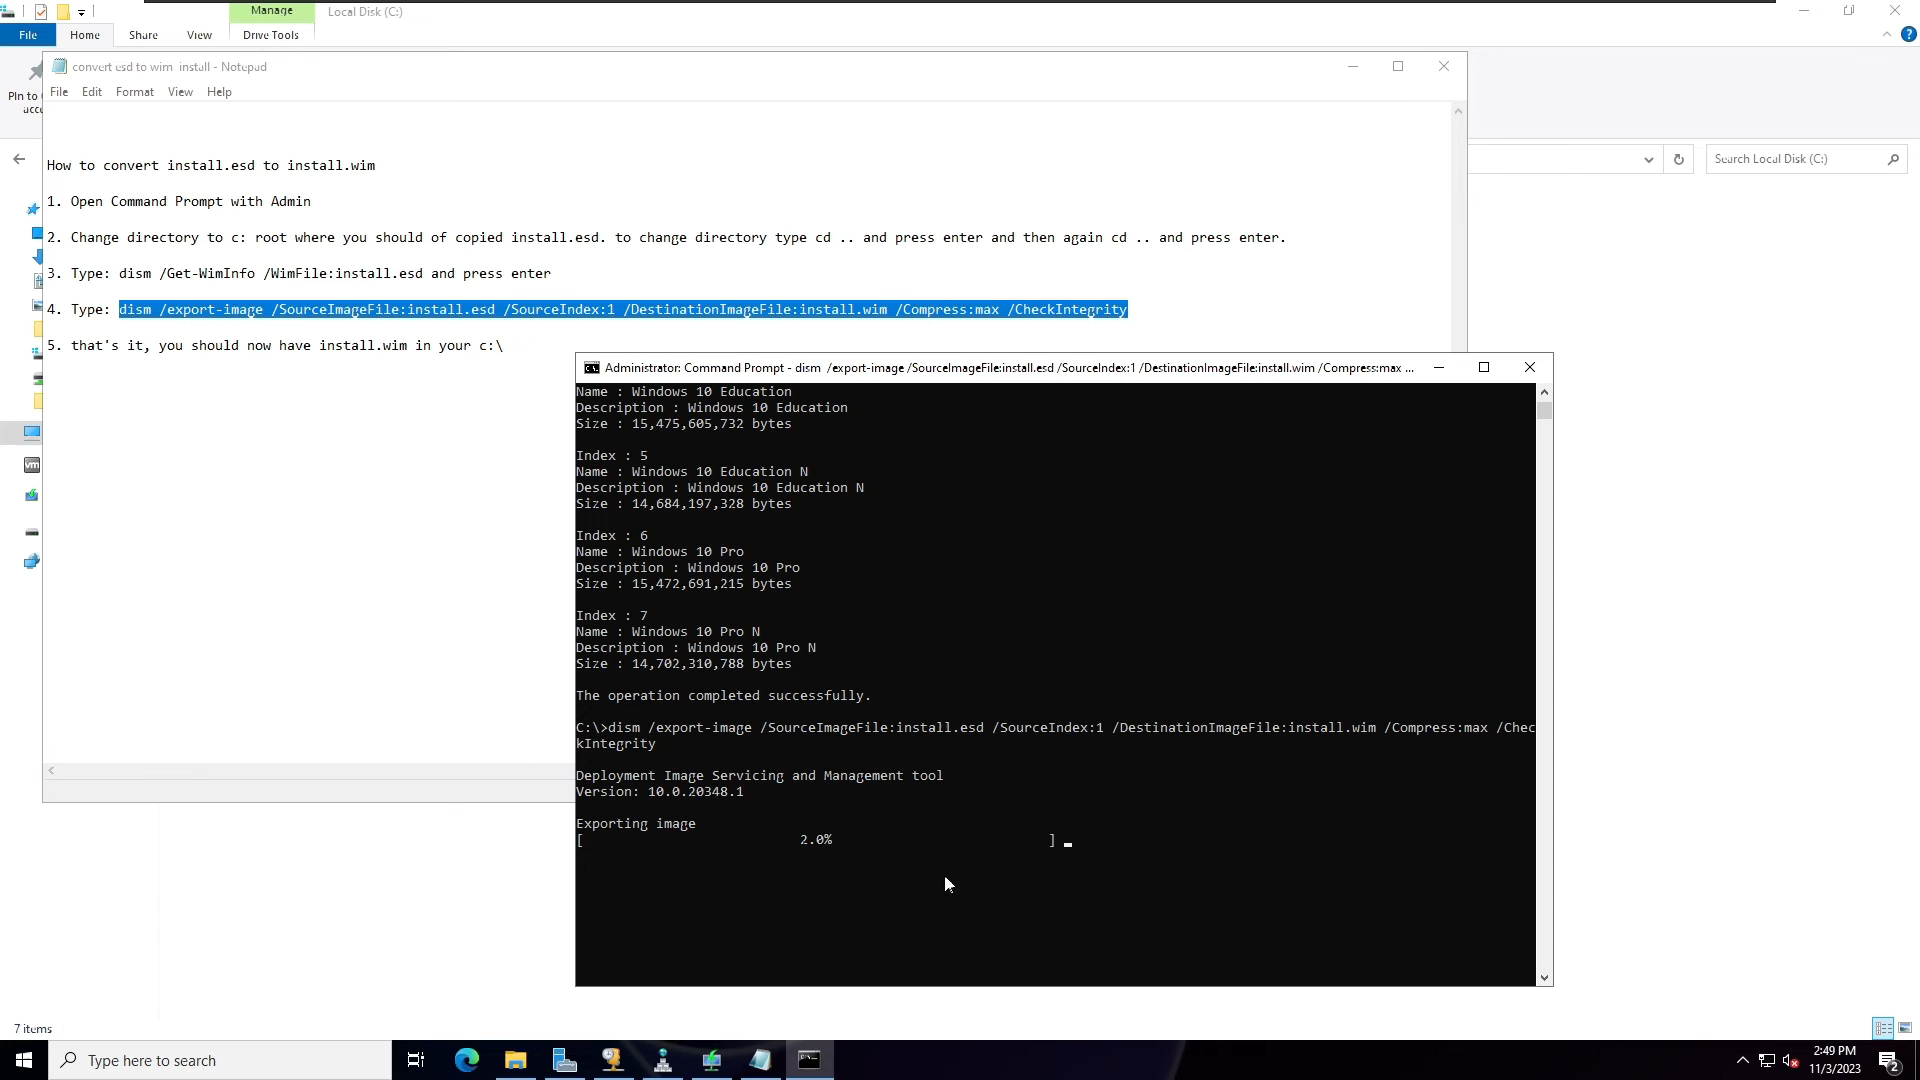 Manage
Local Disk (C:)
File
Home
Share
View
Drive Tools
Pin to
acc
convert esd to wim install - Notepad
File Edit Format View Help
How to convert install.esd to install.wim
1. Open Command Prompt with Admin
2. Change directory to c: root where you should of copied install.esd. to change directory type cd .. and press enter and then again cd .. and press enter.
3. Type: dism /Get-WimInfo /WimFile:install.esd and press enter
4. Type: dism /export-image /SourceImageFile:install.esd /SourceIndex:1 /DestinationImageFile:install.wim /Compress:max /CheckIntegrity
5. that's it, you should now have install.wim in your c:\
Search Local Disk (C:)
vm
Administrator: Command Prompt - dism /export-image /SourceImageFile:install.esd /SourceIndex:1 /DestinationImageFile:install.wim /Compress:max ...
Name : Windows 10 Education
Description : Windows 10 Education
Size : 15,475,605,732 bytes
Index : 5
Name : Windows 10 Education N
Description : Windows 10 Education N
Size : 14,684,197,328 bytes
Index : 6
Name : Windows 10 Pro
Description : Windows 10 Pro
Size : 15,472,691,215 bytes
Index : 7
Name : Windows 10 Pro N
Description : Windows 10 Pro N
Size : 14,702,310,788 bytes
The operation completed successfully.
C:\>dism /export-image /SourceImageFile:install.esd /SourceIndex:1 /DestinationImageFile:install.wim /Compress:max /Chec
kIntegrity
Deployment Image Servicing and Management tool
Version: 10.0.20348.1
Exporting image
[ 2.0% ]
7 items
Type here to search
2:49 PM
11/3/2023
2